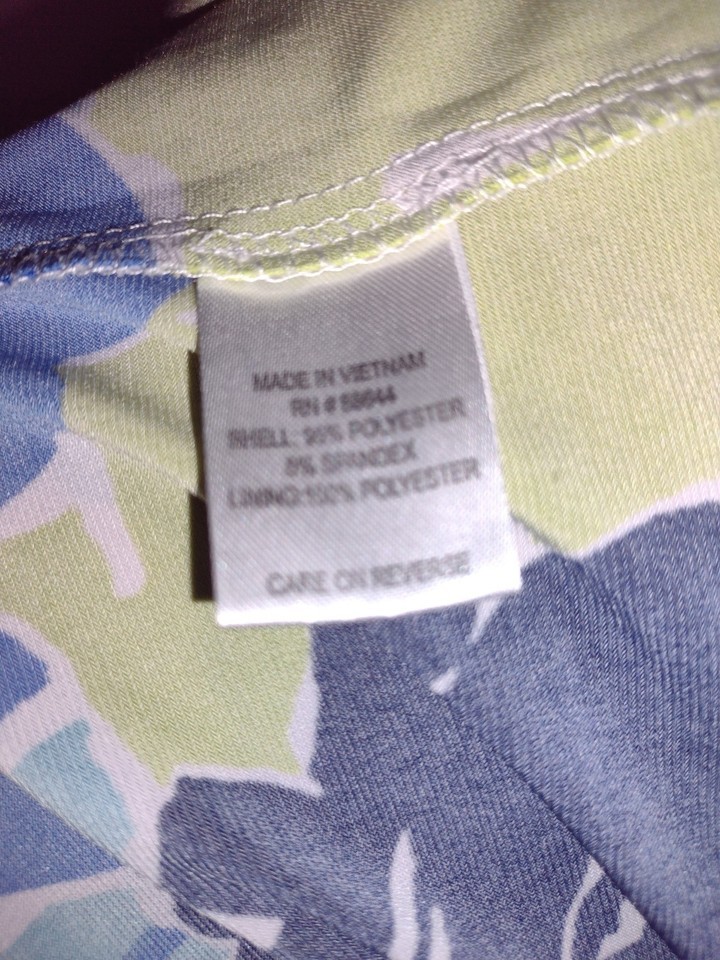 MADE IN VIETNAM
RN #
SHELL: 95% POLYESTER
5% SPANDEX
LINING:100% POLYESTER
CARE ON REVERSE